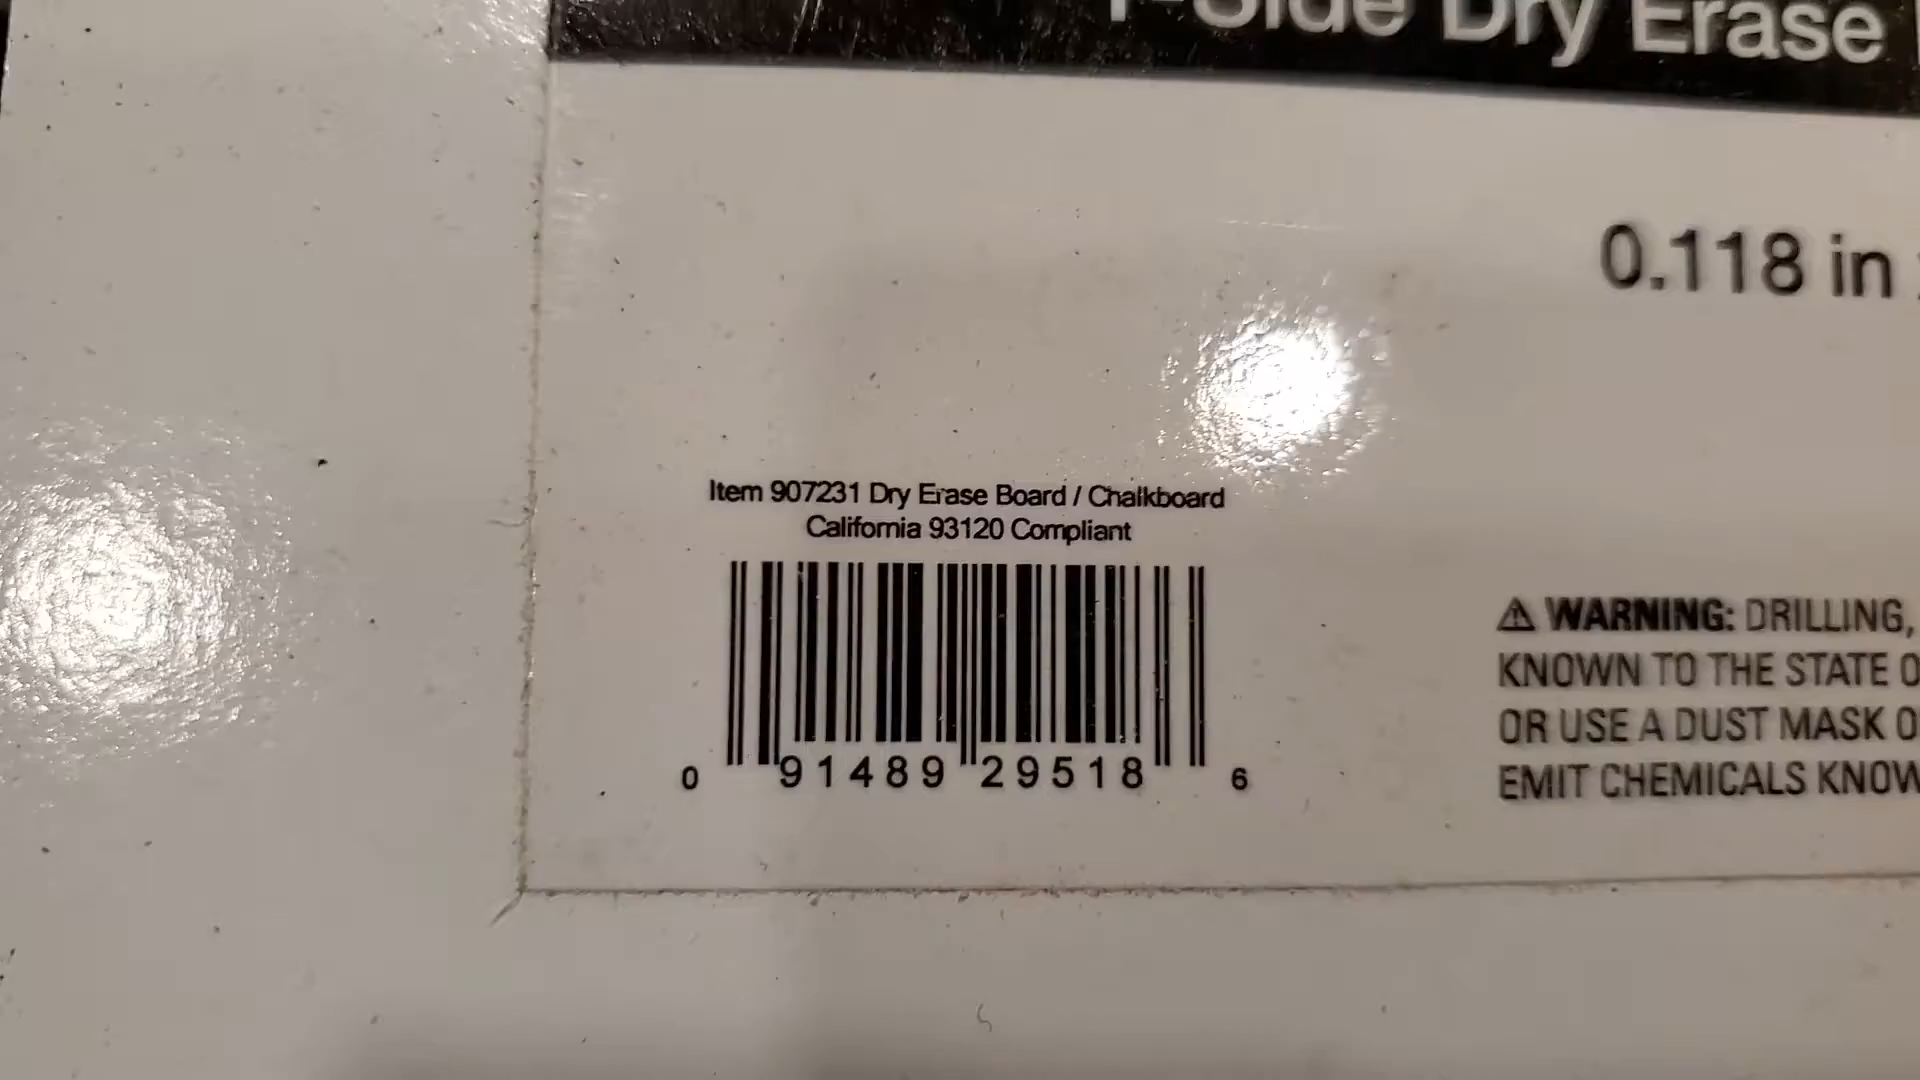 1-Side Dry Erase
0.118 in
Item 907231 Dry Erase Board / Chalkboard
California 93120 Compliant
0 91489 29518 6
⚠ WARNING: DRILLING,
KNOWN TO THE STATE O
OR USE A DUST MASK O
EMIT CHEMICALS KNOW